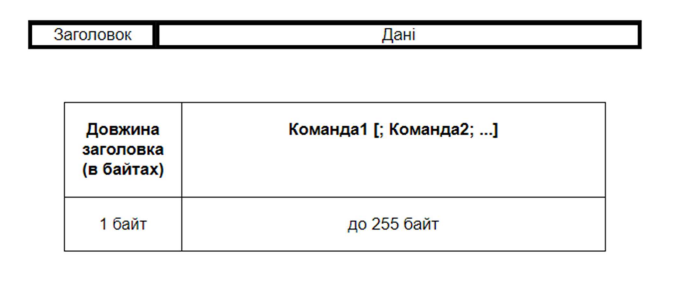 Заголовок Дані
Довжина
заголовка
(в байтах)
Команда1 [; Команда2; ...]
1 байт до 255 байт